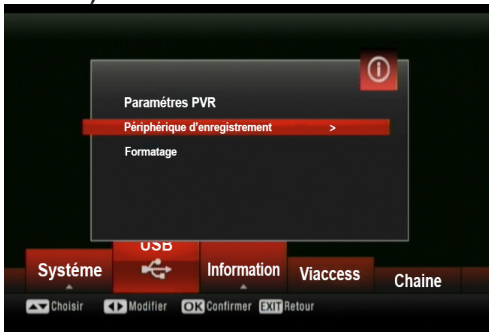 Paramétres PVR
Périphérique d'enregistrement >
Formatage
USB
Systéme Information Viaccess Chaine
Choisir Modifier OK Confirmer EXIT Retour